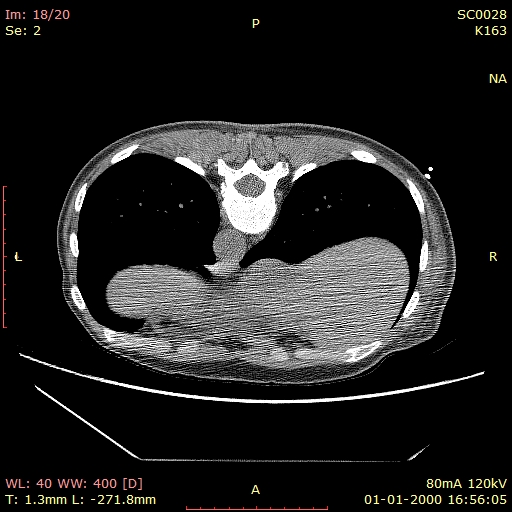 Im: 18/20
Se: 2
P
SC0028
K163
NA
L
R
WL: 40 WW: 400 [D]
T: 1.3mm L: -271.8mm
A
80mA 120kV
01-01-2000 16:56:05